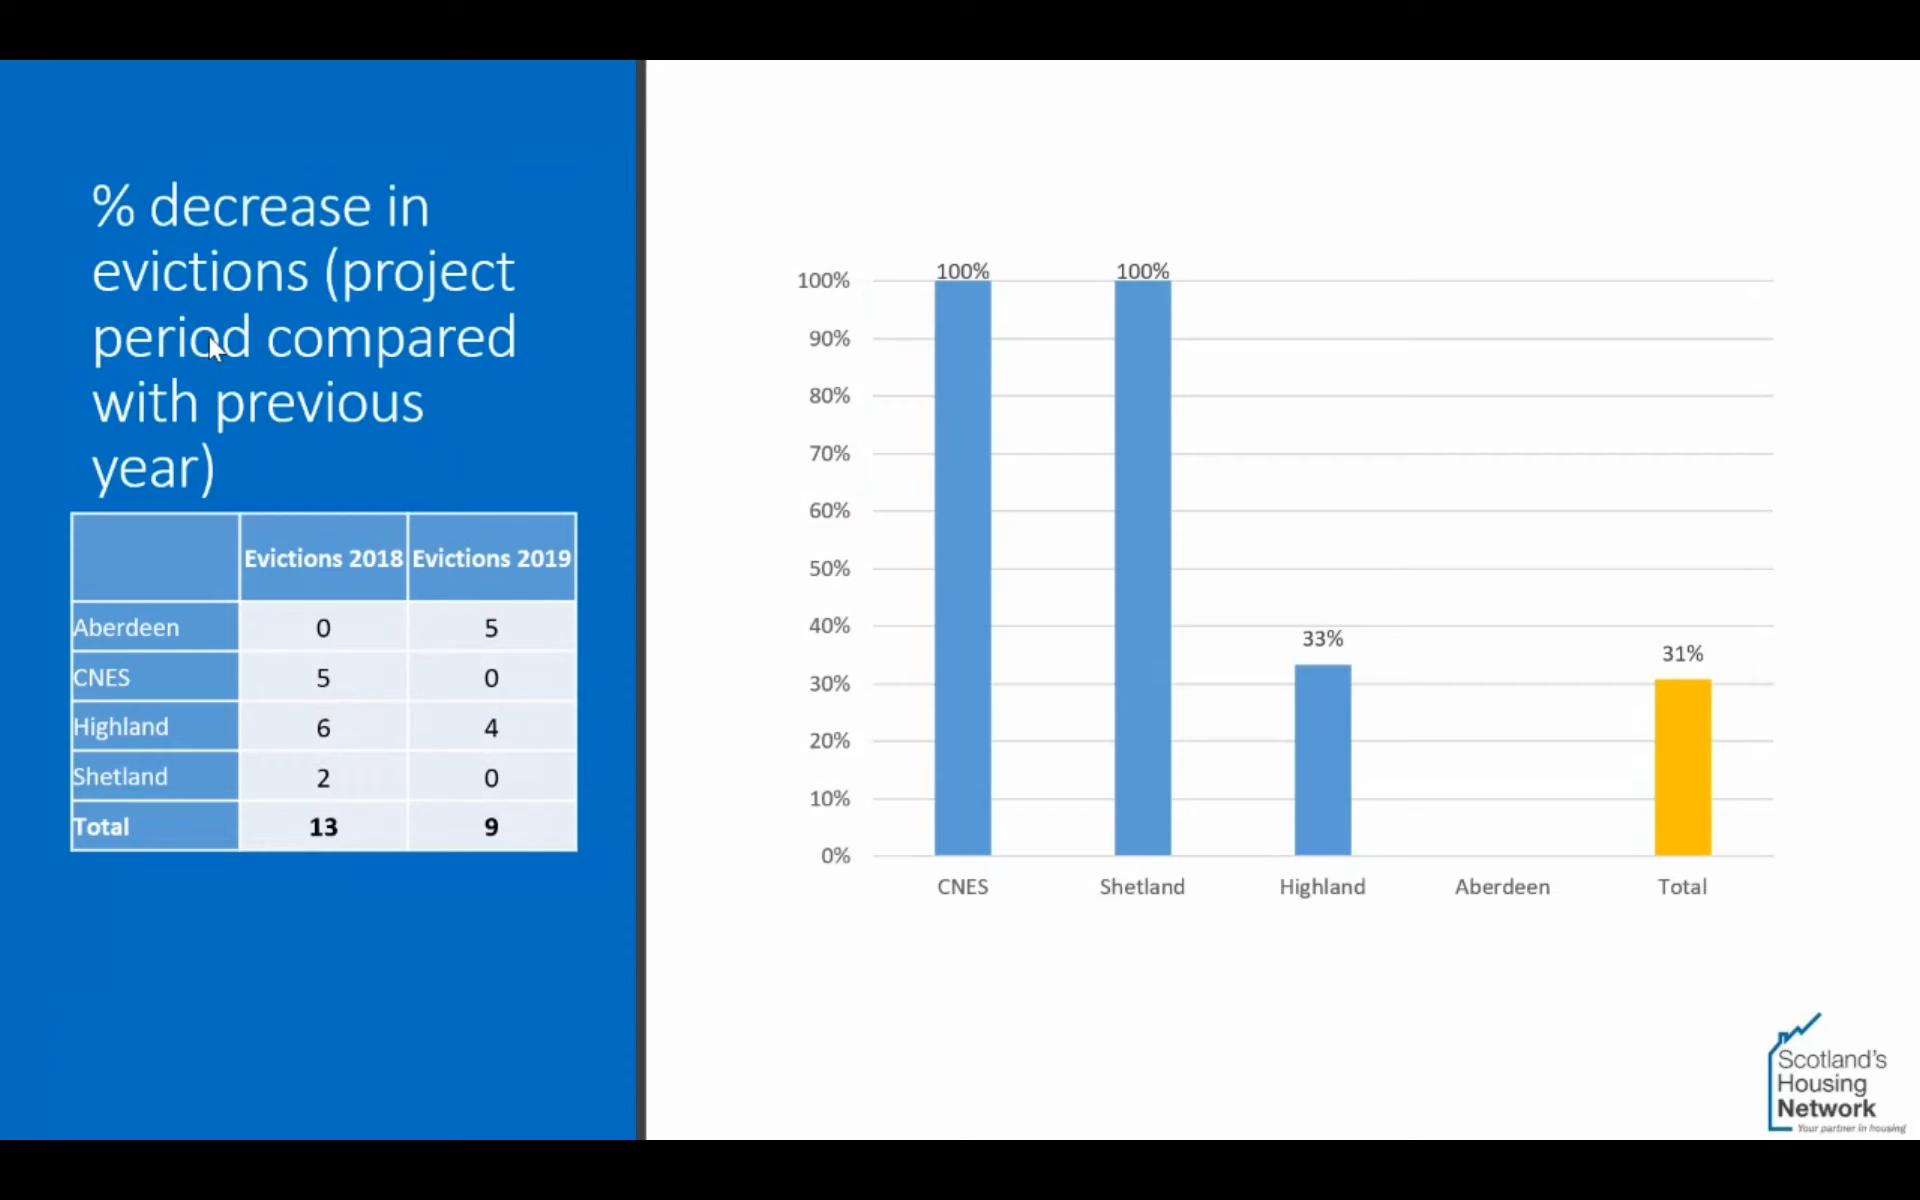 % decrease in
evictions (project
period compared
with previous
year)
Evictions 2018 Evictions 2019
Aberdeen 0 5
CNES 5 0
Highland 6 4
Shetland 2 0
Total 13 9
100% 100%
100%
90%
80%
70%
60%
50%
40%
33%
31%
30%
20%
10%
0%
CNES Shetland Highland Aberdeen Total
Scotland's
Housing
Network
Your partner in housing